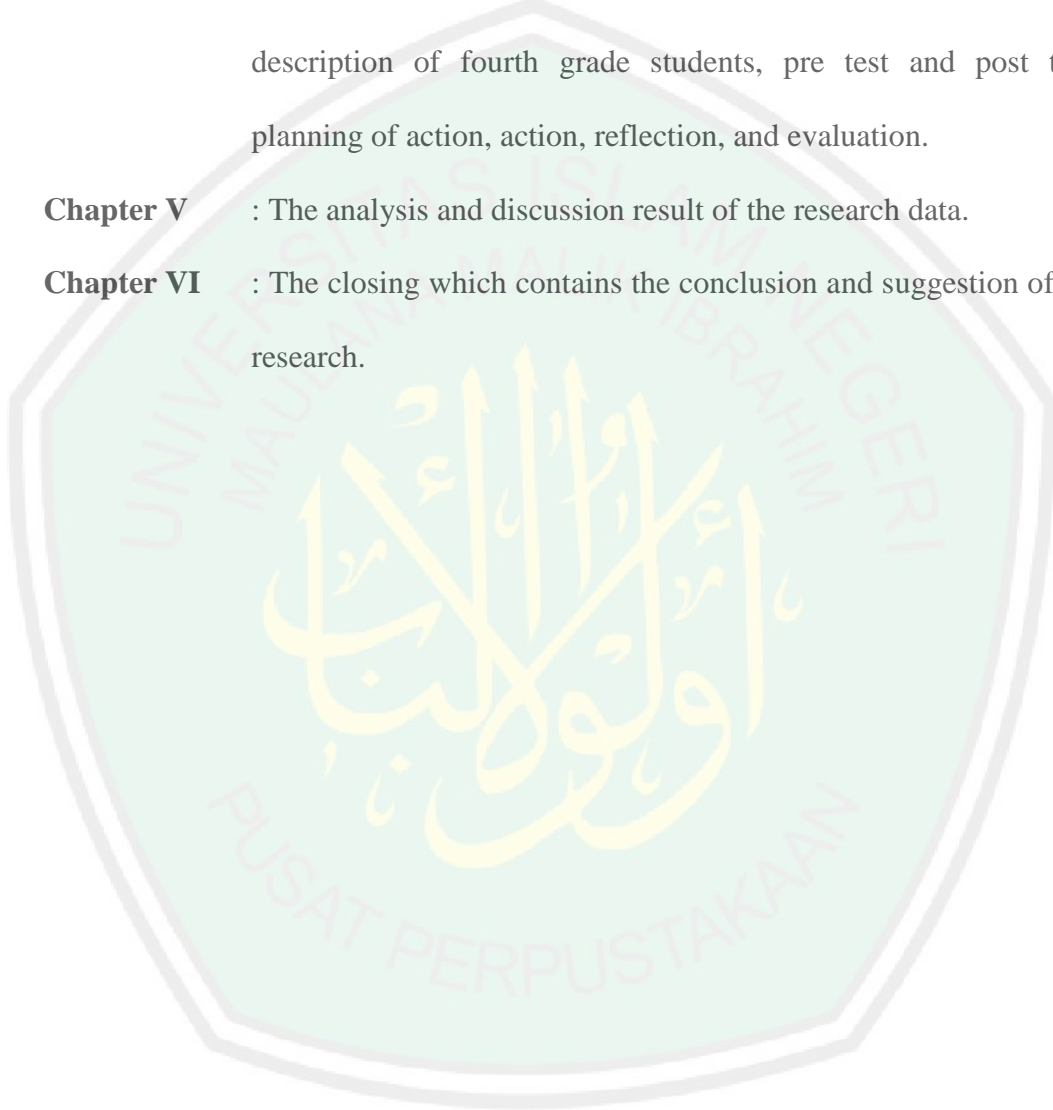 description of fourth grade students, pre test and post t
planning of action, action, reflection, and evaluation.
Chapter V : The analysis and discussion result of the research data.
Chapter VI : The closing which contains the conclusion and suggestion of
research.
UNIVERSITAS ISLAM NEGERI
MAULANA MALIK IBRAHIM
أولوا الألباب
PUSAT PERPUSTAKAAN